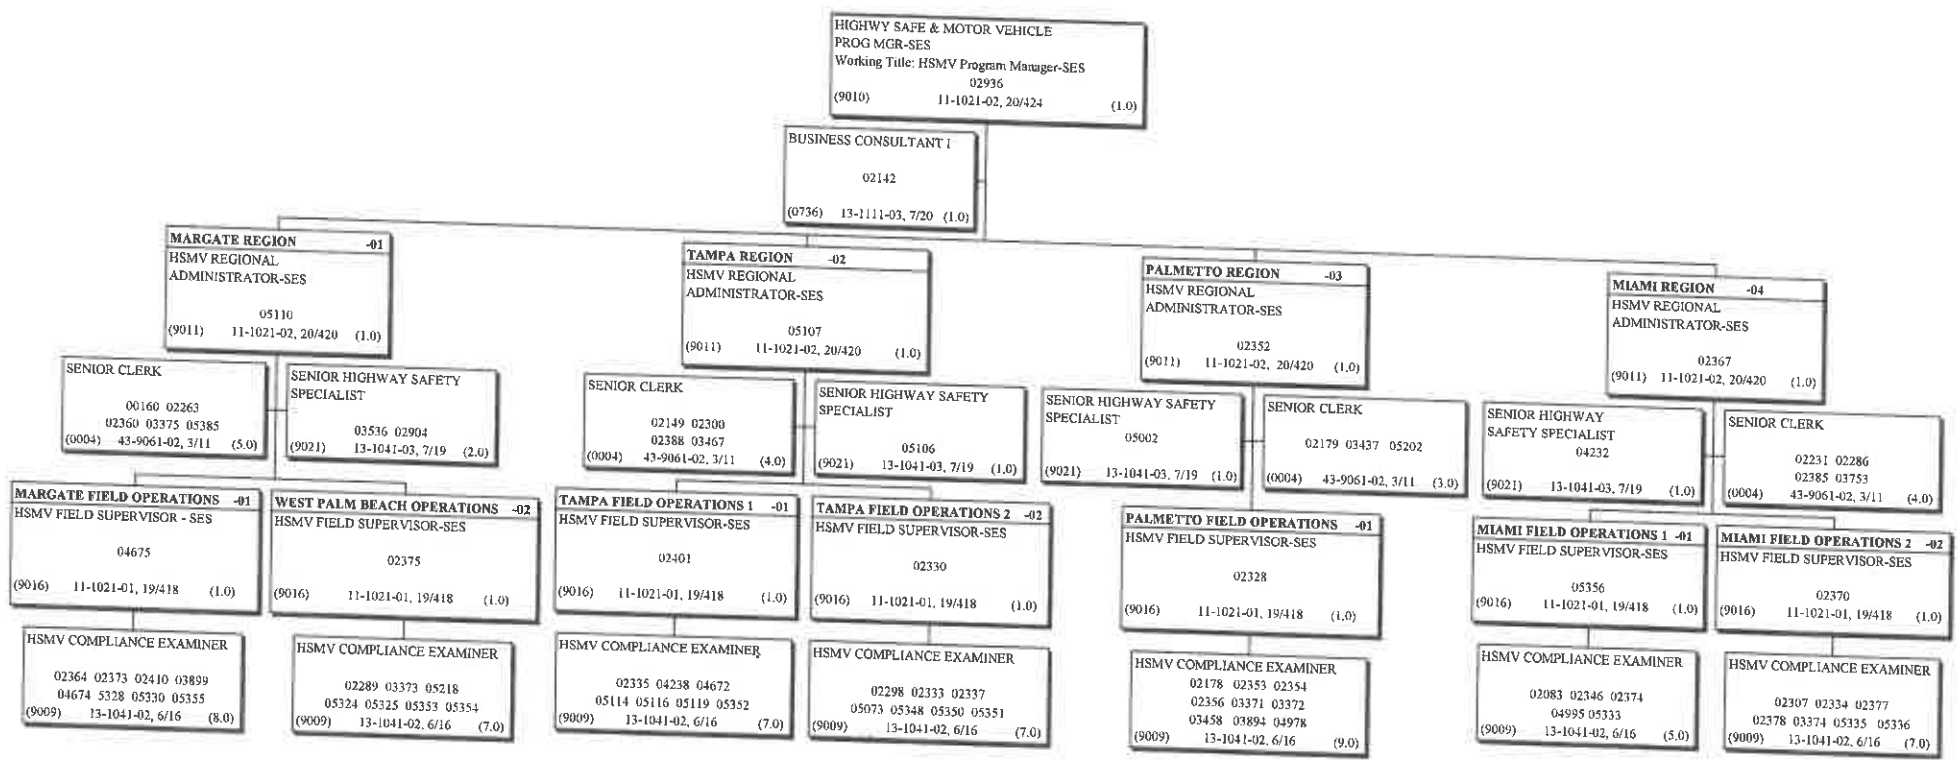 HIGHWY SAFE & MOTOR VEHICLE
PROG MGR-SES
Working Title: HSMV Program Manager-SES
02936
(9010) 11-1021-02, 20/424 (1.0)
BUSINESS CONSULTANT I
02142
(0736) 13-1111-03, 7/20 (1.0)
MARGATE REGION -01
HSMV REGIONAL
ADMINISTRATOR-SES
05110
(9011) 11-1021-02, 20/420 (1.0)
TAMPA REGION -02
HSMV REGIONAL
ADMINISTRATOR-SES
05107
(9011) 11-1021-02, 20/420 (1.0)
PALMETTO REGION -03
HSMV REGIONAL
ADMINISTRATOR-SES
02352
(9011) 11-1021-02, 20/420 (1.0)
MIAMI REGION -04
HSMV REGIONAL
ADMINISTRATOR-SES
02367
(9011) 11-1021-02, 20/420 (1.0)
SENIOR CLERK
00160 02263
02360 03375 05385
(0004) 43-9061-02, 3/11 (5.0)
SENIOR HIGHWAY SAFETY
SPECIALIST
03536 02904
(9021) 13-1041-03, 7/19 (2.0)
SENIOR CLERK
02149 02300
02388 03467
(0004) 43-9061-02, 3/11 (4.0)
SENIOR HIGHWAY SAFETY
SPECIALIST
05106
(9021) 13-1041-03, 7/19 (1.0)
SENIOR HIGHWAY SAFETY
SPECIALIST
05002
(9021) 13-1041-03, 7/19 (1.0)
SENIOR CLERK
02179 03437 05202
(0004) 43-9061-02, 3/11 (3.0)
SENIOR HIGHWAY
SAFETY SPECIALIST
04232
(9021) 13-1041-03, 7/19 (1.0)
SENIOR CLERK
02231 02286
02385 03753
(0004) 43-9061-02, 3/11 (4.0)
MARGATE FIELD OPERATIONS -01
HSMV FIELD SUPERVISOR - SES
04675
(9016) 11-1021-01, 19/418 (1.0)
WEST PALM BEACH OPERATIONS -02
HSMV FIELD SUPERVISOR-SES
02375
(9016) 11-1021-01, 19/418 (1.0)
TAMPA FIELD OPERATIONS 1 -01
HSMV FIELD SUPERVISOR-SES
02401
(9016) 11-1021-01, 19/418 (1.0)
TAMPA FIELD OPERATIONS 2 -02
HSMV FIELD SUPERVISOR-SES
02330
(9016) 11-1021-01, 19/418 (1.0)
PALMETTO FIELD OPERATIONS -01
HSMV FIELD SUPERVISOR-SES
02328
(9016) 11-1021-01, 19/418 (1.0)
MIAMI FIELD OPERATIONS 1 -01
HSMV FIELD SUPERVISOR-SES
05356
(9016) 11-1021-01, 19/418 (1.0)
MIAMI FIELD OPERATIONS 2 -02
HSMV FIELD SUPERVISOR-SES
02370
(9016) 11-1021-01, 19/418 (1.0)
HSMV COMPLIANCE EXAMINER
02364 02373 02410 03899
04674 5328 05330 05355
(9009) 13-1041-02, 6/16 (8.0)
HSMV COMPLIANCE EXAMINER
02289 03373 05218
05324 05325 05353 05354
(9009) 13-1041-02, 6/16 (7.0)
HSMV COMPLIANCE EXAMINER
02335 04238 04672
05114 05116 05119 05352
(9009) 13-1041-02, 6/16 (7.0)
HSMV COMPLIANCE EXAMINER
02298 02333 02337
05073 05348 05350 05351
(9009) 13-1041-02, 6/16 (7.0)
HSMV COMPLIANCE EXAMINER
02178 02353 02354
02356 03371 03372
03458 03894 04978
(9009) 13-1041-02, 6/16 (9.0)
HSMV COMPLIANCE EXAMINER
02083 02346 02374
04995 05333
(9009) 13-1041-02, 6/16 (5.0)
HSMV COMPLIANCE EXAMINER
02307 02334 02377
02378 03374 05335 05336
(9009) 13-1041-02, 6/16 (7.0)